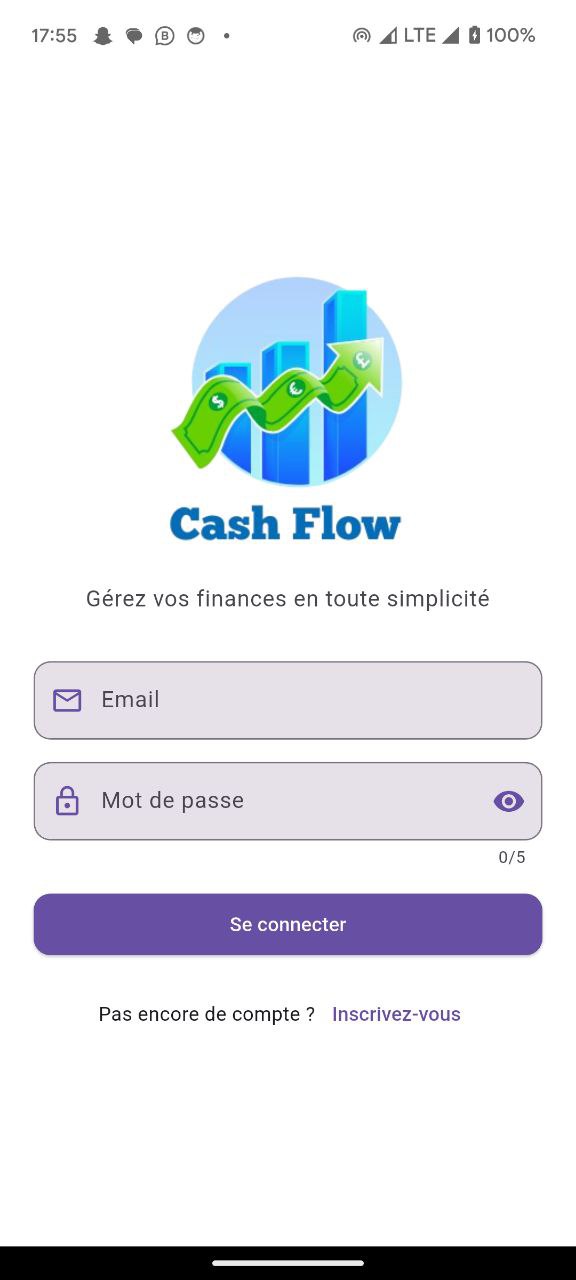 17:55 LTE 100%
$ € £
Cash Flow
Gérez vos finances en toute simplicité
Email
Mot de passe
0/5
Se connecter
Pas encore de compte ? Inscrivez-vous